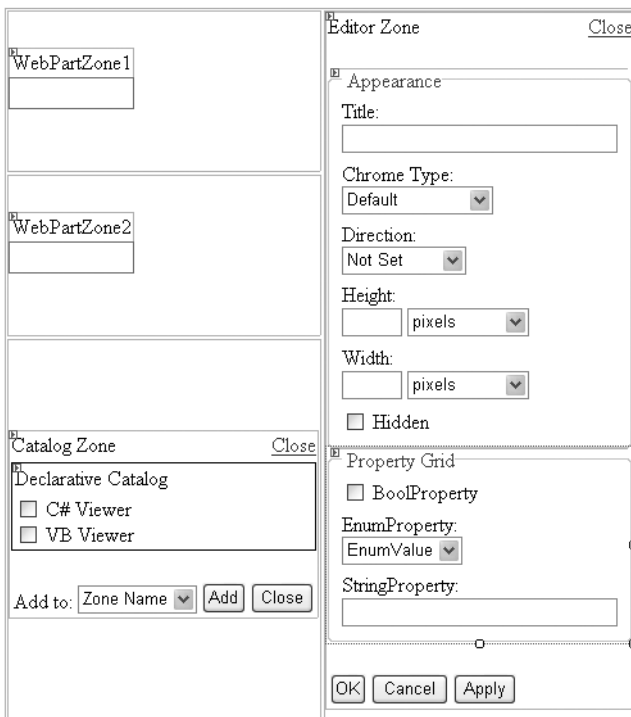 WebPartZone1
WebPartZone2
Catalog Zone Close
Declarative Catalog
C# Viewer
VB Viewer
Add to: Zone Name Add Close
Editor Zone Close
Appearance
Title:
Chrome Type:
Default
Direction:
Not Set
Height:
pixels
Width:
pixels
Hidden
Property Grid
BoolProperty
EnumProperty:
EnumValue
StringProperty:
OK Cancel Apply